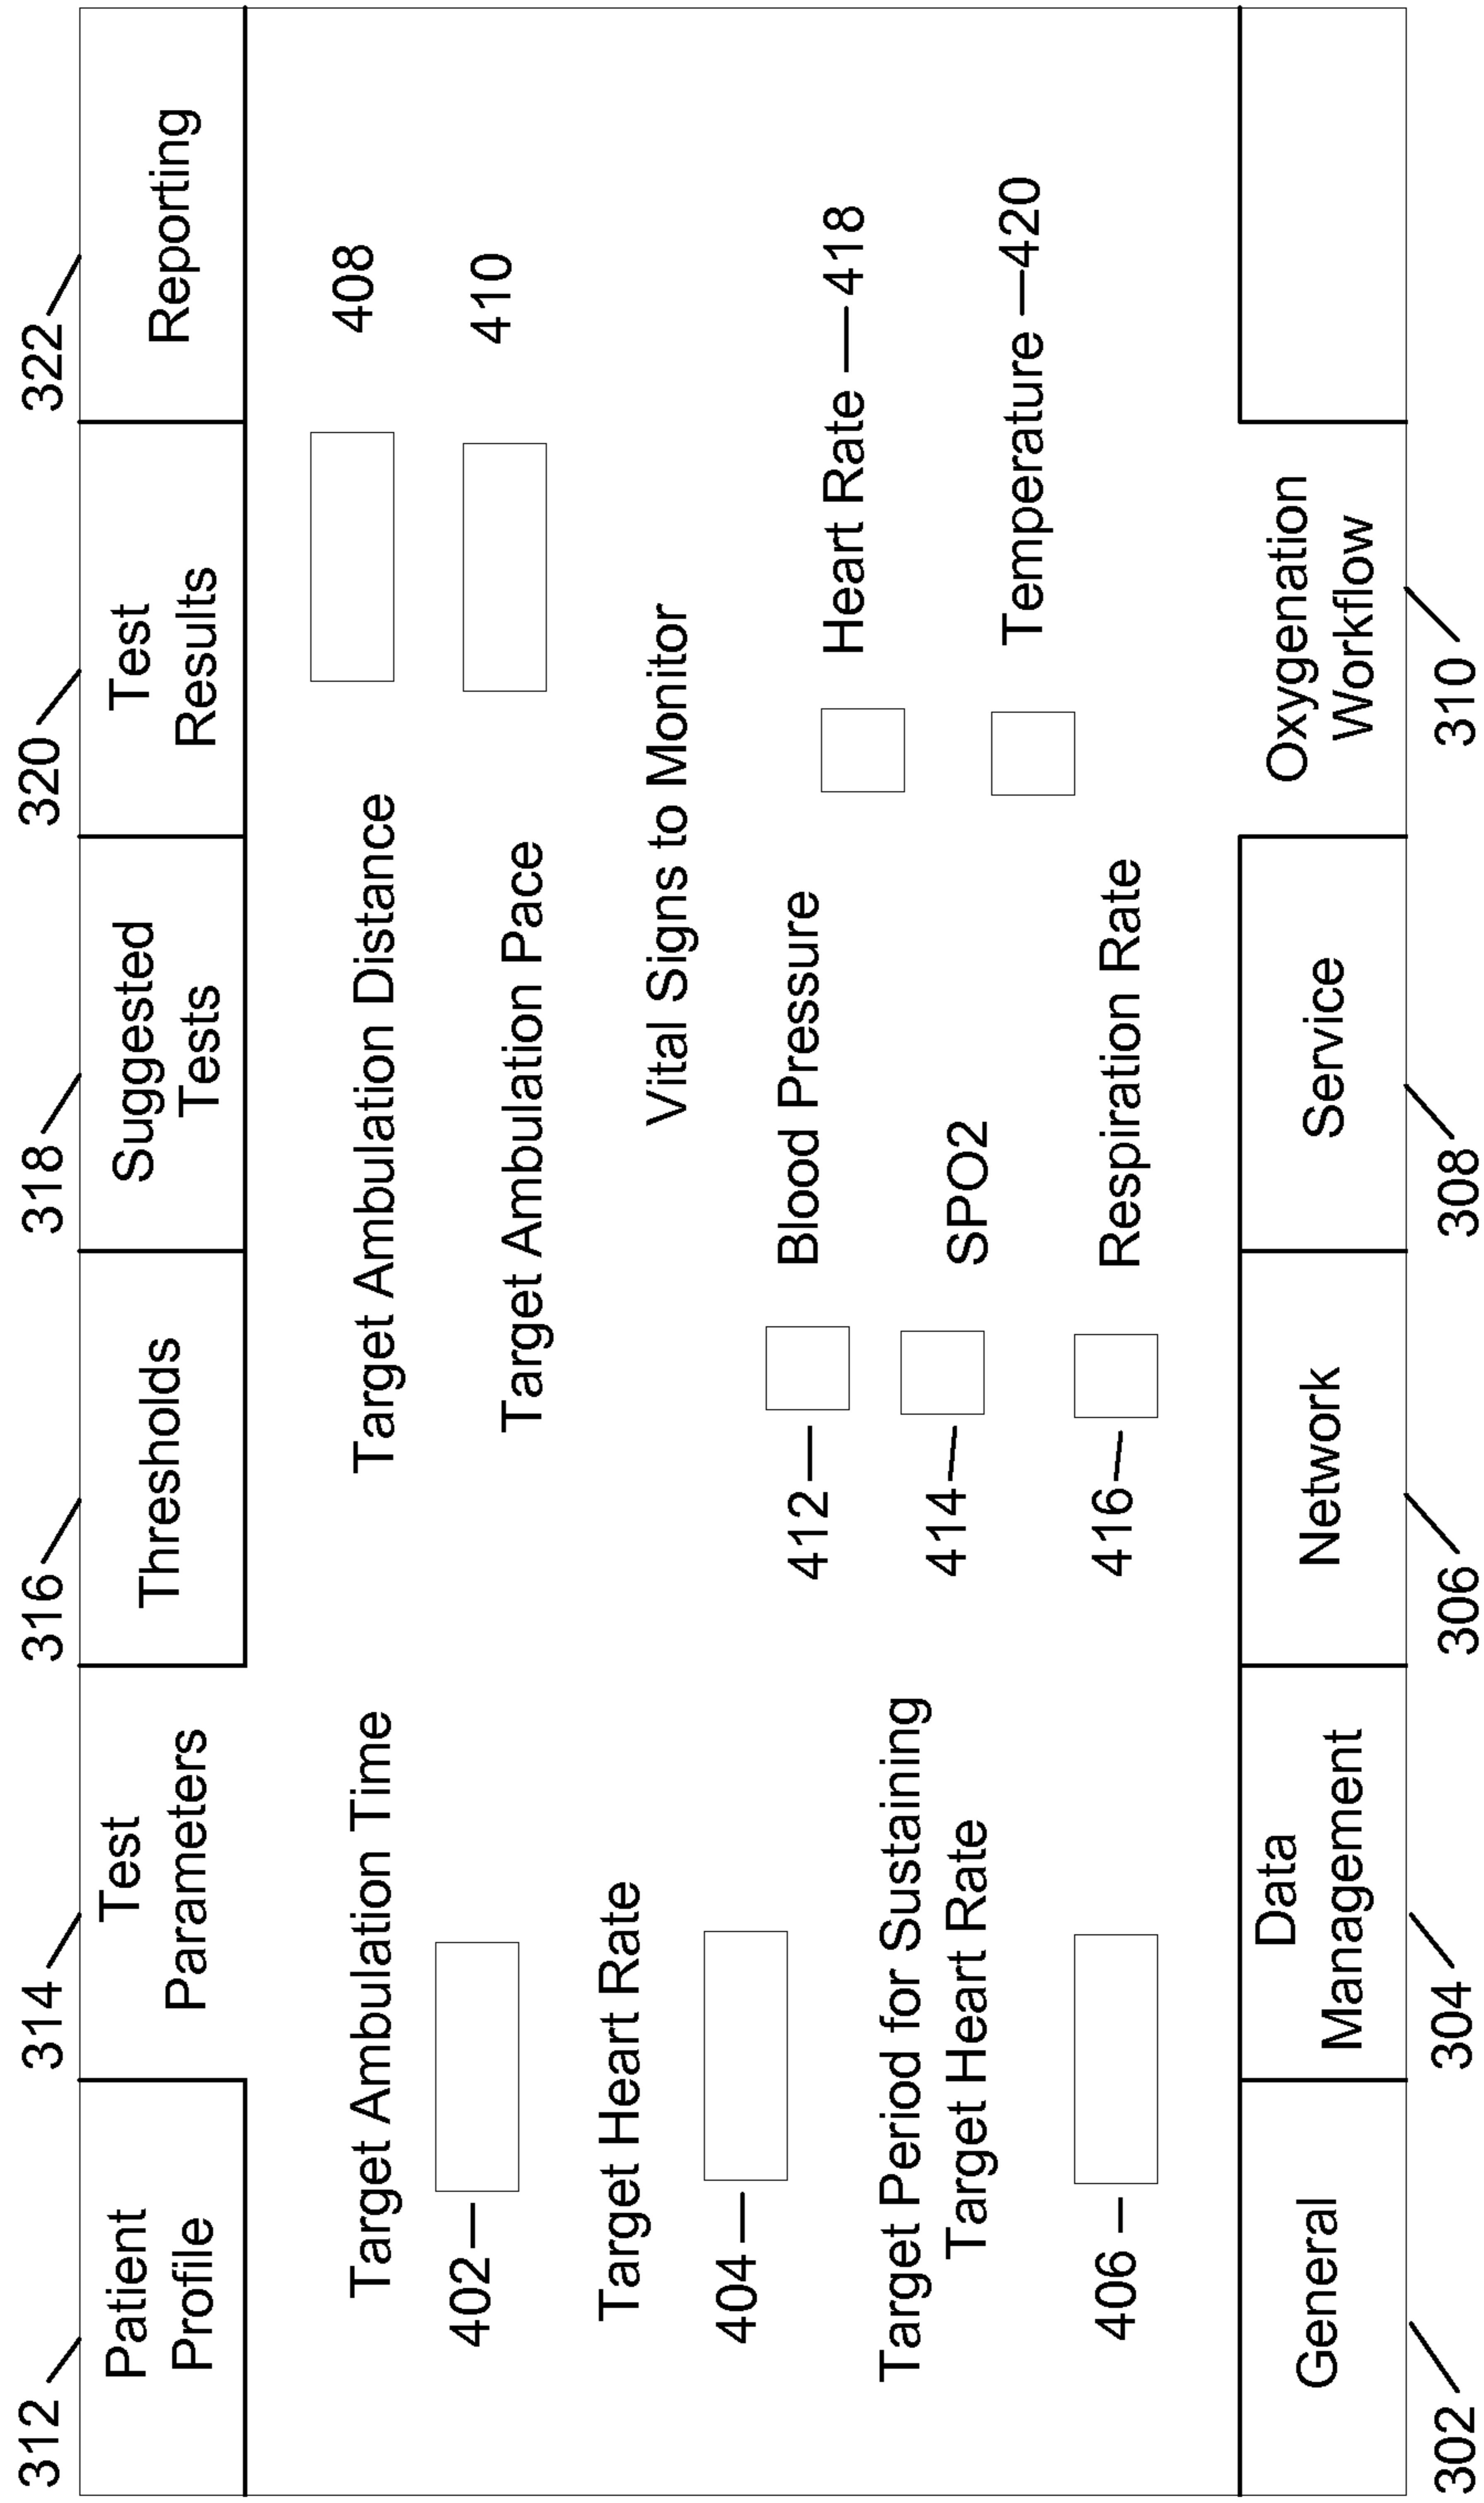 312
314
316
318
320
322
Patient
Profile
Test
Parameters
Thresholds
Suggested
Tests
Test
Results
Reporting
Target Ambulation Time
402
Target Heart Rate
404
Target Period for Sustaining
Target Heart Rate
406
Target Ambulation Distance
408
Target Ambulation Pace
410
Vital Signs to Monitor
412
Blood Pressure
414
SPO2
416
Respiration Rate
Heart Rate
418
Temperature
420
General
Data
Management
Network
Service
Oxygenation
Workflow
302
304
306
308
310